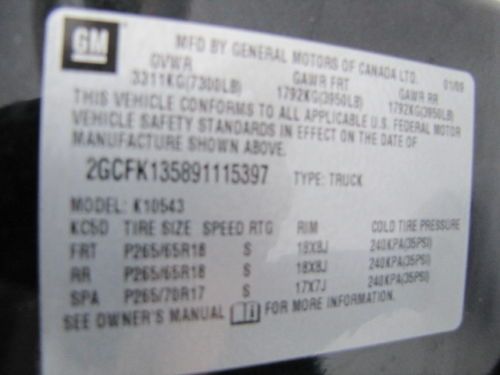 GM
MFD BY GENERAL MOTORS OF CANADA LTD. 01/09
GVWR GAWR FRT GAWR RR
3311KG(7300LB) 1792KG(3950LB) 1792KG(3950LB)
THIS VEHICLE CONFORMS TO ALL APPLICABLE U.S. FEDERAL MOTOR
VEHICLE SAFETY STANDARDS IN EFFECT ON THE DATE OF
MANUFACTURE SHOWN ABOVE.
2GCFK135891115397 TYPE: TRUCK
MODEL: K10543
KC5D TIRE SIZE SPEED RTG RIM COLD TIRE PRESSURE
FRT P265/65R18 S 18X8J 240KPA(35PSI)
RR P265/65R18 S 18X8J 240KPA(35PSI)
SPA P265/70R17 S 17X7J 240KPA(35PSI)
SEE OWNER'S MANUAL FOR MORE INFORMATION.